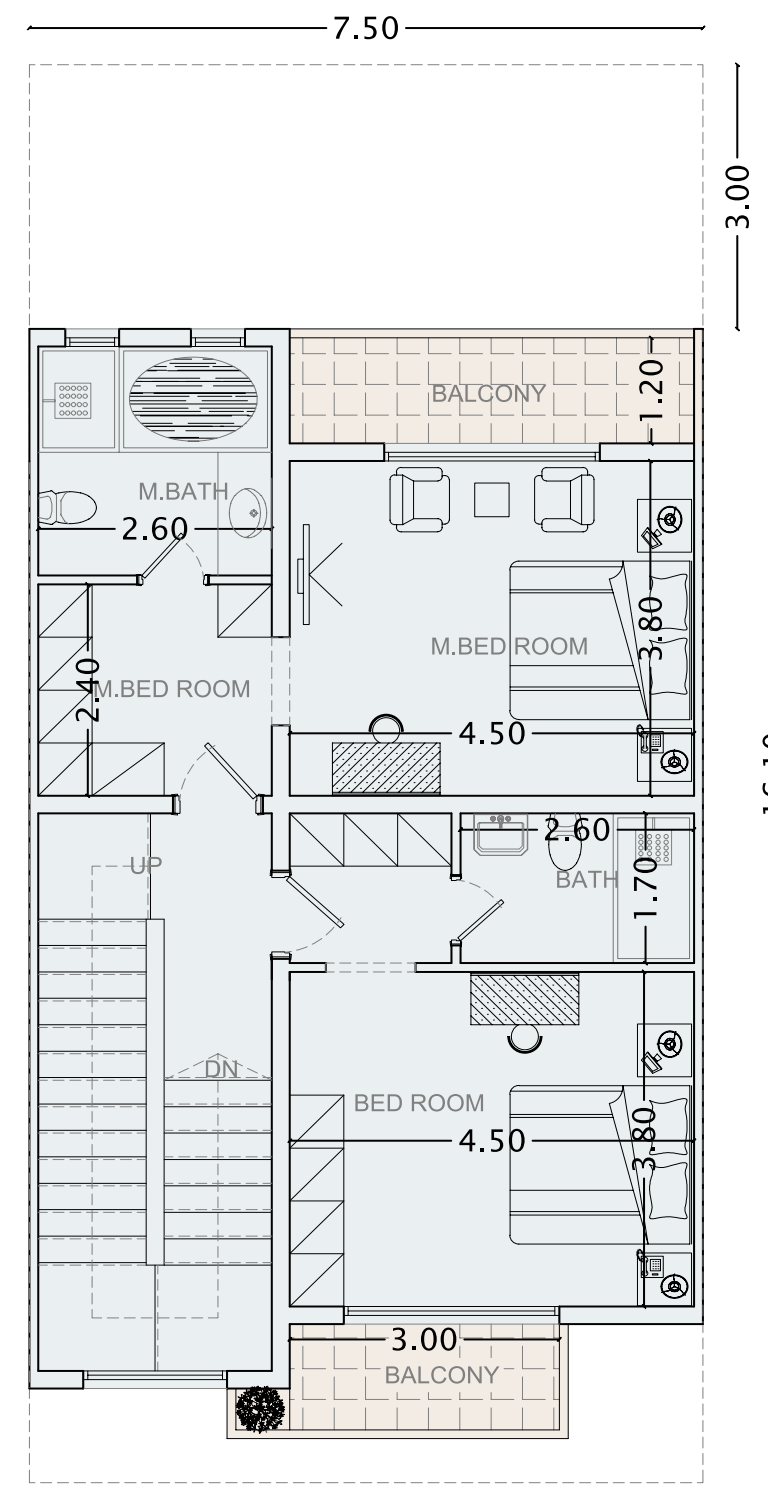 7.50
3.00
BALCONY
1.20
M.BATH
2.60
M.BED ROOM
3.80
M.BED ROOM
2.40
4.50
2.60
UP
BATH
1.70
DN
BED ROOM
3.80
4.50
3.00
BALCONY